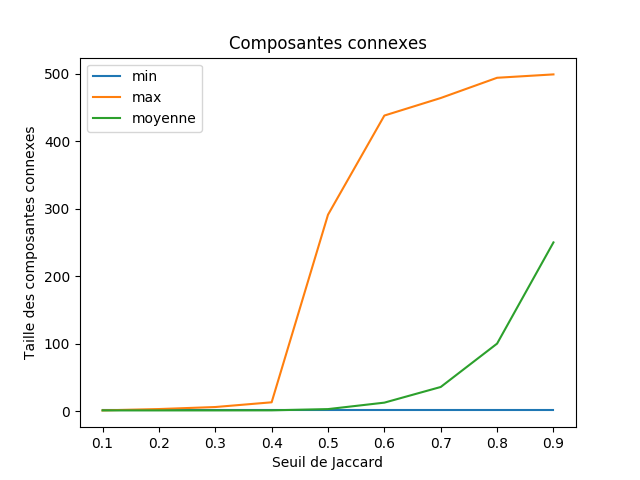 Composantes connexes
min
max
moyenne
Taille des composantes connexes
500
400
300
200
100
0
0.1 0.2 0.3 0.4 0.5 0.6 0.7 0.8 0.9
Seuil de Jaccard